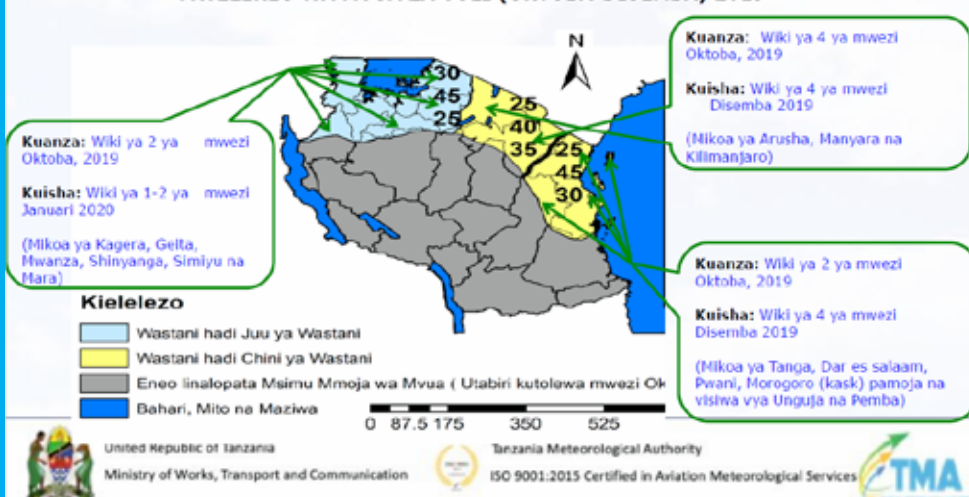 N
Kuanza: Wiki ya 2 ya mwezi
Oktoba, 2019
Kuisha: Wiki ya 1-2 ya mwezi
Januari 2020
(Mikoa ya Kagera, Geita,
Mwanza, Shinyanga, Simiyu na
Mara)
30
45
25
25
40
35
25
45
30
Kuanza: Wiki ya 4 ya mwezi
Oktoba, 2019
Kuisha: Wiki ya 4 ya mwezi
Disemba 2019
(Mikoa ya Arusha, Manyara na
Kilimanjaro)
Kuanza: Wiki ya 2 ya mwezi
Oktoba, 2019
Kuisha: Wiki ya 4 ya mwezi
Disemba 2019
(Mikoa ya Tanga, Dar es salaam,
Pwani, Morogoro (kask) pamoja na
visiwa vya Unguja na Pemba)
Kielelezo
Wastani hadi Juu ya Wastani
Wastani hadi Chini ya Wastani
Eneo linalopata Msimu Mmoja wa Mvua ( Utabiri kutolewa mwezi Ok
Bahari, Mito na Maziwa
0 87.5 175 350 525
United Republic of Tanzania
Ministry of Works, Transport and Communication
Tanzania Meteorological Authority
ISO 9001:2015 Certified in Aviation Meteorological Services
TMA